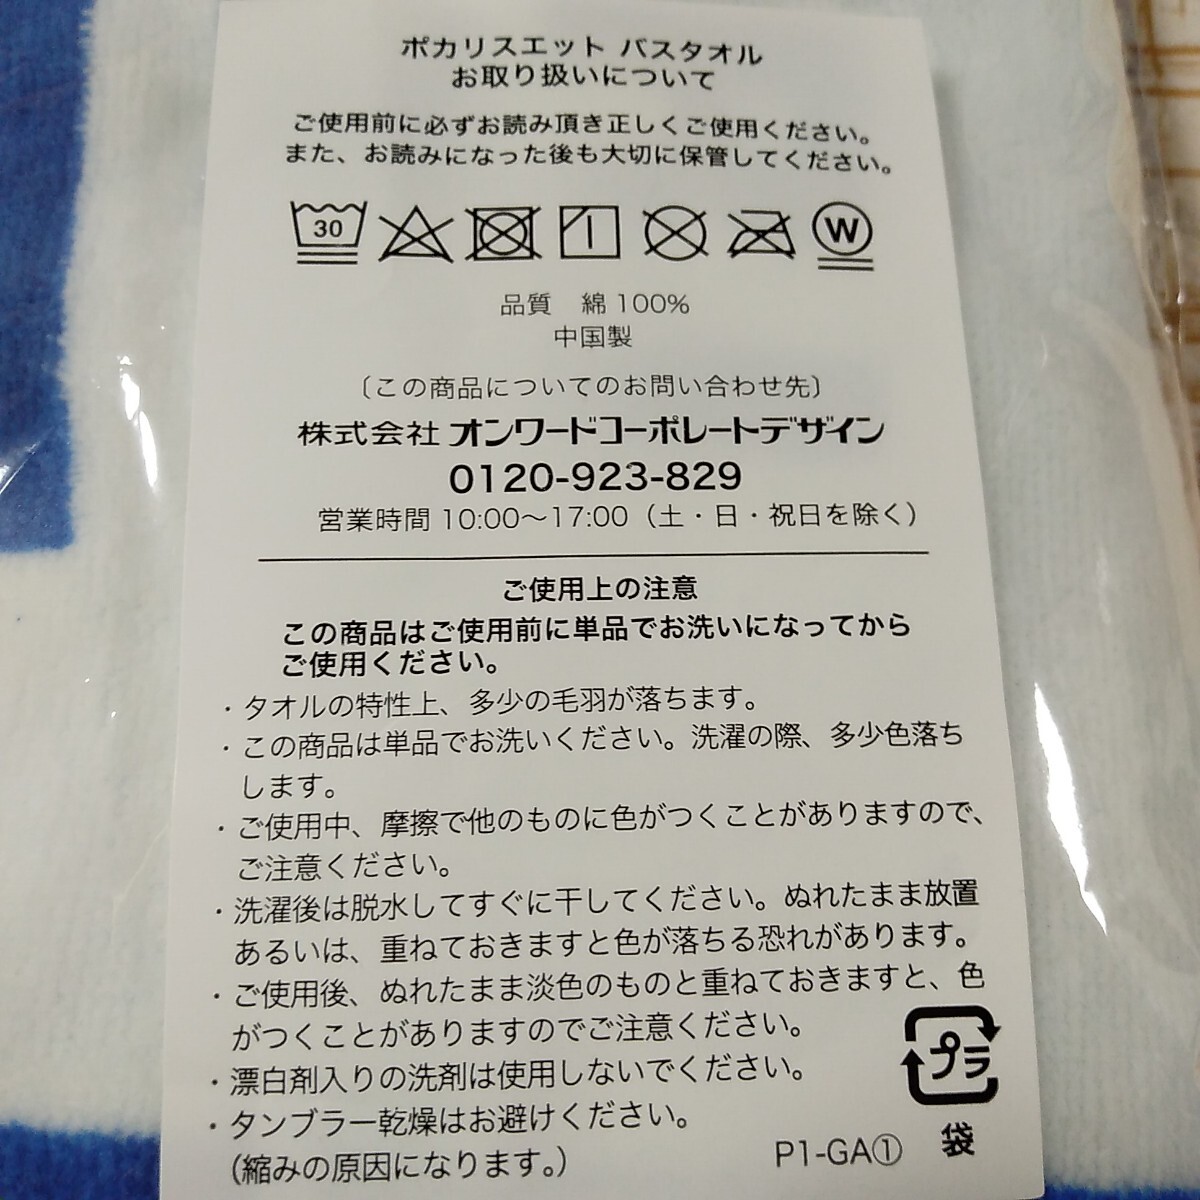 ポカリスエット バスタオル
お取り扱いについて
ご使用前に必ずお読み頂き正しくご使用ください。
また、お読みになった後も大切に保管してください。
30 W
品質 綿 100%
中国製
〔この商品についてのお問い合わせ先〕
株式会社 オンワードコーポレートデザイン
0120-923-829
営業時間 10:00〜17:00（土・日・祝日を除く）
ご使用上の注意
この商品はご使用前に単品でお洗いになってから
ご使用ください。
・タオルの特性上、多少の毛羽が落ちます。
・この商品は単品でお洗いください。洗濯の際、多少色落ち
します。
・ご使用中、摩擦で他のものに色がつくことがありますので、
ご注意ください。
・洗濯後は脱水してすぐに干してください。ぬれたまま放置
あるいは、重ねておきますと色が落ちる恐れがあります。
・ご使用後、ぬれたまま淡色のものと重ねておきますと、色
がつくことがありますのでご注意ください。
・漂白剤入りの洗剤は使用しないでください。
・タンブラー乾燥はお避けください。
（縮みの原因になります。）
プラ
袋
P1-GA①